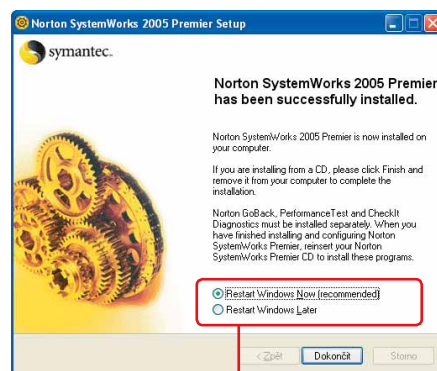 Norton SystemWorks 2005 Premier Setup
symantec.
Norton SystemWorks 2005 Premier
has been successfully installed.
Norton SystemWorks 2005 Premier is now installed on
your computer.
If you are installing from a CD, please click Finish and
remove it from your computer to complete the
installation.
Norton GoBack, PerformanceTest and CheckIt
Diagnostics must be installed separately. When you
have finished installing and configuring Norton
SystemWorks Premier, reinsert your Norton
SystemWorks Premier CD to install these programs.
Restart Windows Now (recommended)
Restart Windows Later
< Zpět
Dokončit
Storno